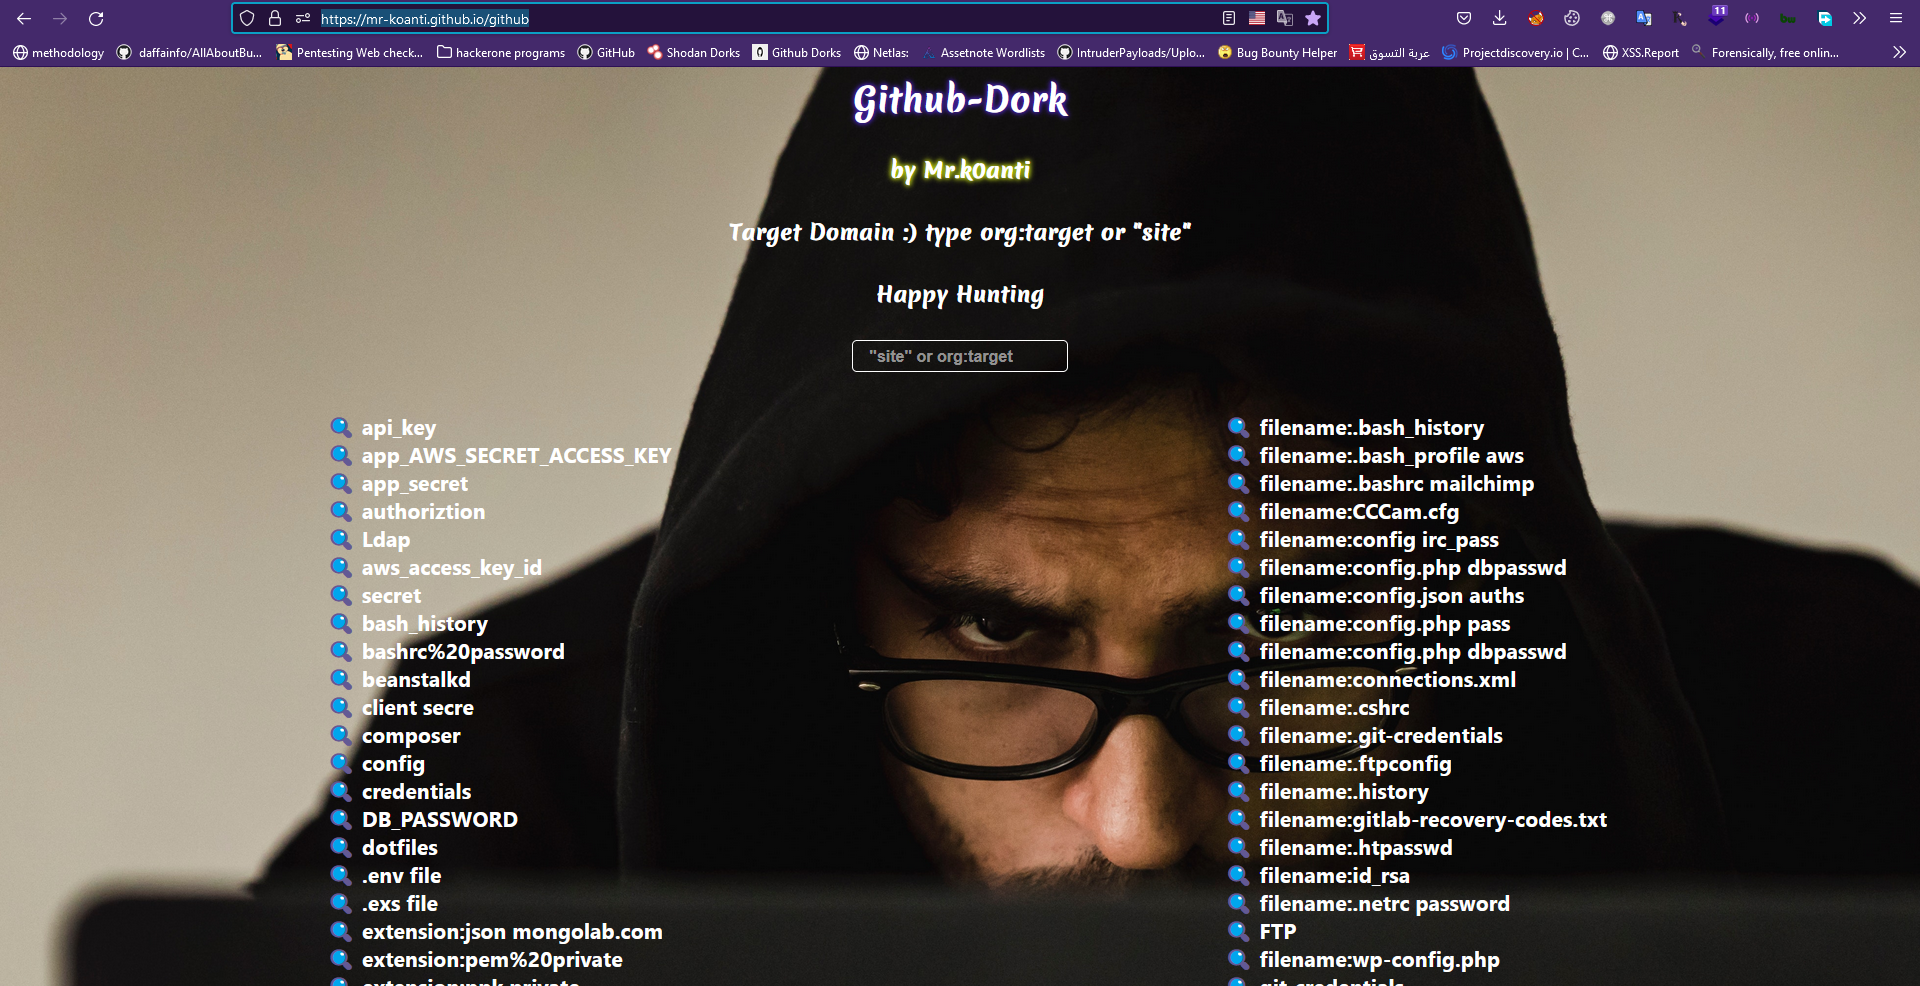 https://mr-koanti.github.io/github
11
methodology
daffainfo/AllAboutBu...
Pentesting Web check...
hackerone programs
GitHub
Shodan Dorks
Github Dorks
Netlas:
Assetnote Wordlists
IntruderPayloads/Uplo...
Bug Bounty Helper
عربة التسوق
Projectdiscovery.io | C...
XSS.Report
Forensically, free onlin...
Github-Dork
by Mr.k0anti
Target Domain :) type org:target or "site"
Happy Hunting
"site" or org:target
api_key
app_AWS_SECRET_ACCESS_KEY
app_secret
authoriztion
Ldap
aws_access_key_id
secret
bash_history
bashrc%20password
beanstalkd
client secre
composer
config
credentials
DB_PASSWORD
dotfiles
.env file
.exs file
extension:json mongolab.com
extension:pem%20private
extension:ppk private
filename:.bash_history
filename:.bash_profile aws
filename:.bashrc mailchimp
filename:CCCam.cfg
filename:config irc_pass
filename:config.php dbpasswd
filename:config.json auths
filename:config.php pass
filename:config.php dbpasswd
filename:connections.xml
filename:.cshrc
filename:.git-credentials
filename:.ftpconfig
filename:.history
filename:gitlab-recovery-codes.txt
filename:.htpasswd
filename:id_rsa
filename:.netrc password
FTP
filename:wp-config.php
git-credentials